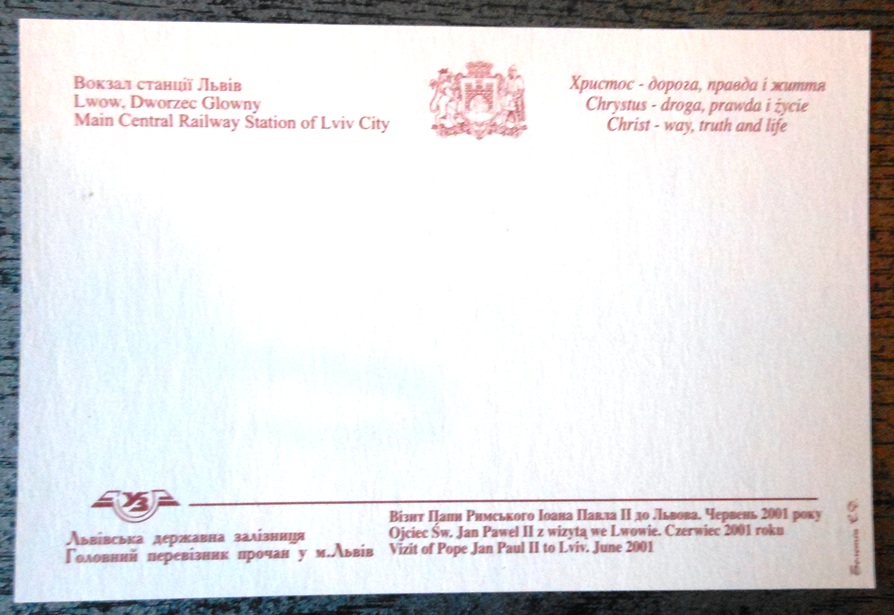 Вокзал станції Львів
Lwow, Dworzec Glowny
Main Central Railway Station of Lviv City
Христос - дорога, правда і життя
Chrystus - droga, prawda i życie
Christ - way, truth and life
УЗ
Львівська державна залізниця
Головний перевізник прочан у м.Львів
Візит Папи Римського Іоана Павла ІІ до Львова. Червень 2001 року
Ojciec Św. Jan Pawel II z wizytą we Lwowie. Czerwiec 2001 roku
Vizit of Pope Jan Paul II to Lviv. June 2001